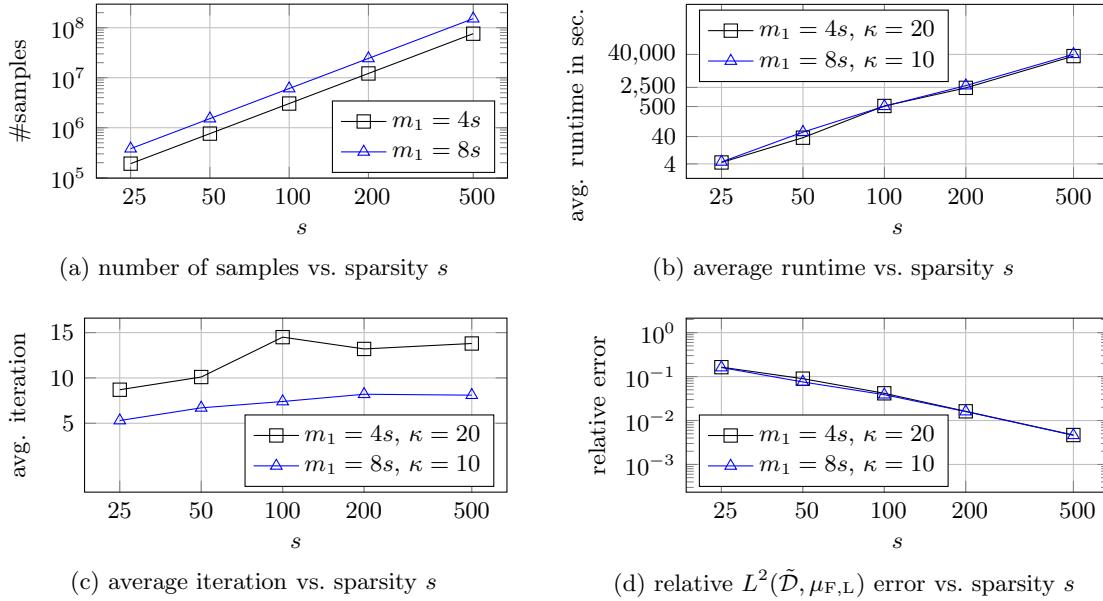 10^8
10^7
10^6
10^5
#samples
m_1 = 4s
m_1 = 8s
25 50 100 200 500
s
(a) number of samples vs. sparsity s
40,000
2,500
500
40
4
avg. runtime in sec.
m_1 = 4s, κ = 20
m_1 = 8s, κ = 10
25 50 100 200 500
s
(b) average runtime vs. sparsity s
15
10
5
avg. iteration
m_1 = 4s, κ = 20
m_1 = 8s, κ = 10
25 50 100 200 500
s
(c) average iteration vs. sparsity s
10^0
10^−1
10^−2
10^−3
relative error
m_1 = 4s, κ = 20
m_1 = 8s, κ = 10
25 50 100 200 500
s
(d) relative L^2(𝒟̃, μ_F,L) error vs. sparsity s